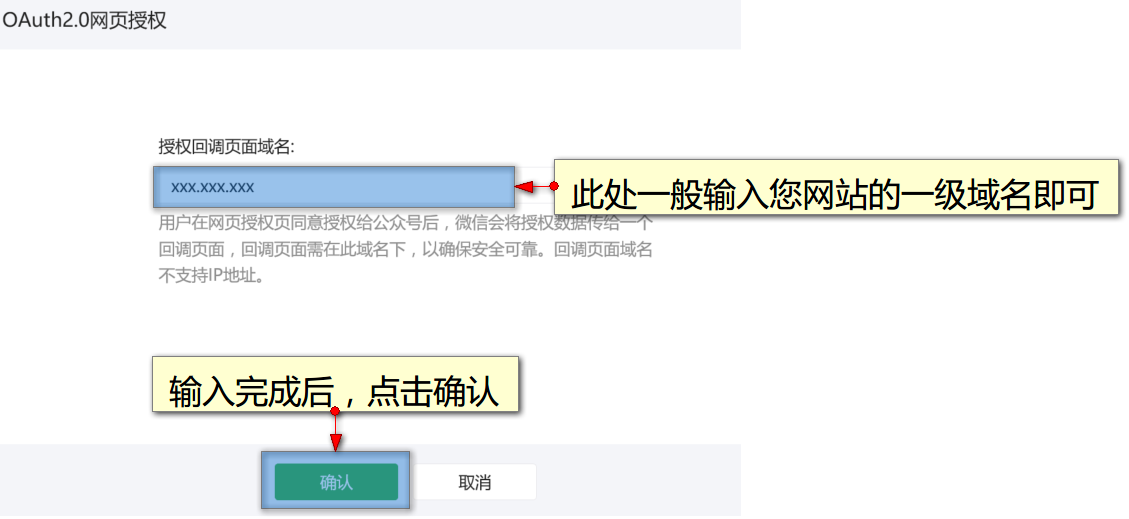 OAuth2.0网页授权
授权回调页面域名:
xxx.xxx.xxx
此处一般输入您网站的一级域名即可
用户在网页授权页同意授权给公众号后，微信会将授权数据传给一个
回调页面，回调页面需在此域名下，以确保安全可靠。回调页面域名
不支持IP地址。
输入完成后，点击确认
确认
取消